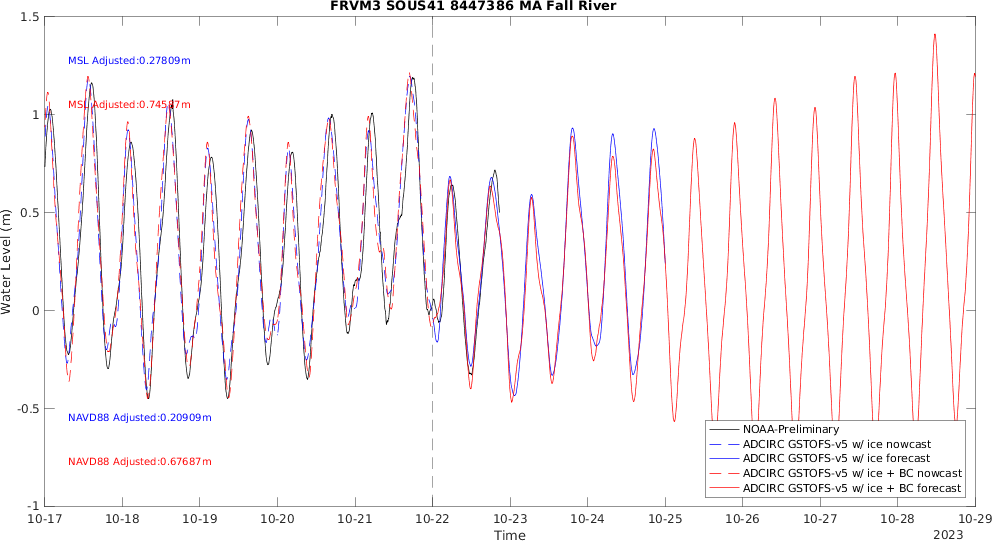 FRVM3 SOUS41 8447386 MA Fall River
1.5
1
0.5
0
-0.5
-1
Water Level (m)
MSL Adjusted:0.27809m
NAVD88 Adjusted:0.20909m
NAVD88 Adjusted:0.67687m
NOAA-Preliminary
ADCIRC GSTOFS-v5 w/ ice nowcast
ADCIRC GSTOFS-v5 w/ ice forecast
ADCIRC GSTOFS-v5 w/ ice + BC nowcast
ADCIRC GSTOFS-v5 w/ ice + BC forecast
10-17 10-18 10-19 10-20 10-21 10-22 10-23 10-24 10-25 10-26 10-27 10-28 10-29
Time
2023
MSL Adjusted: